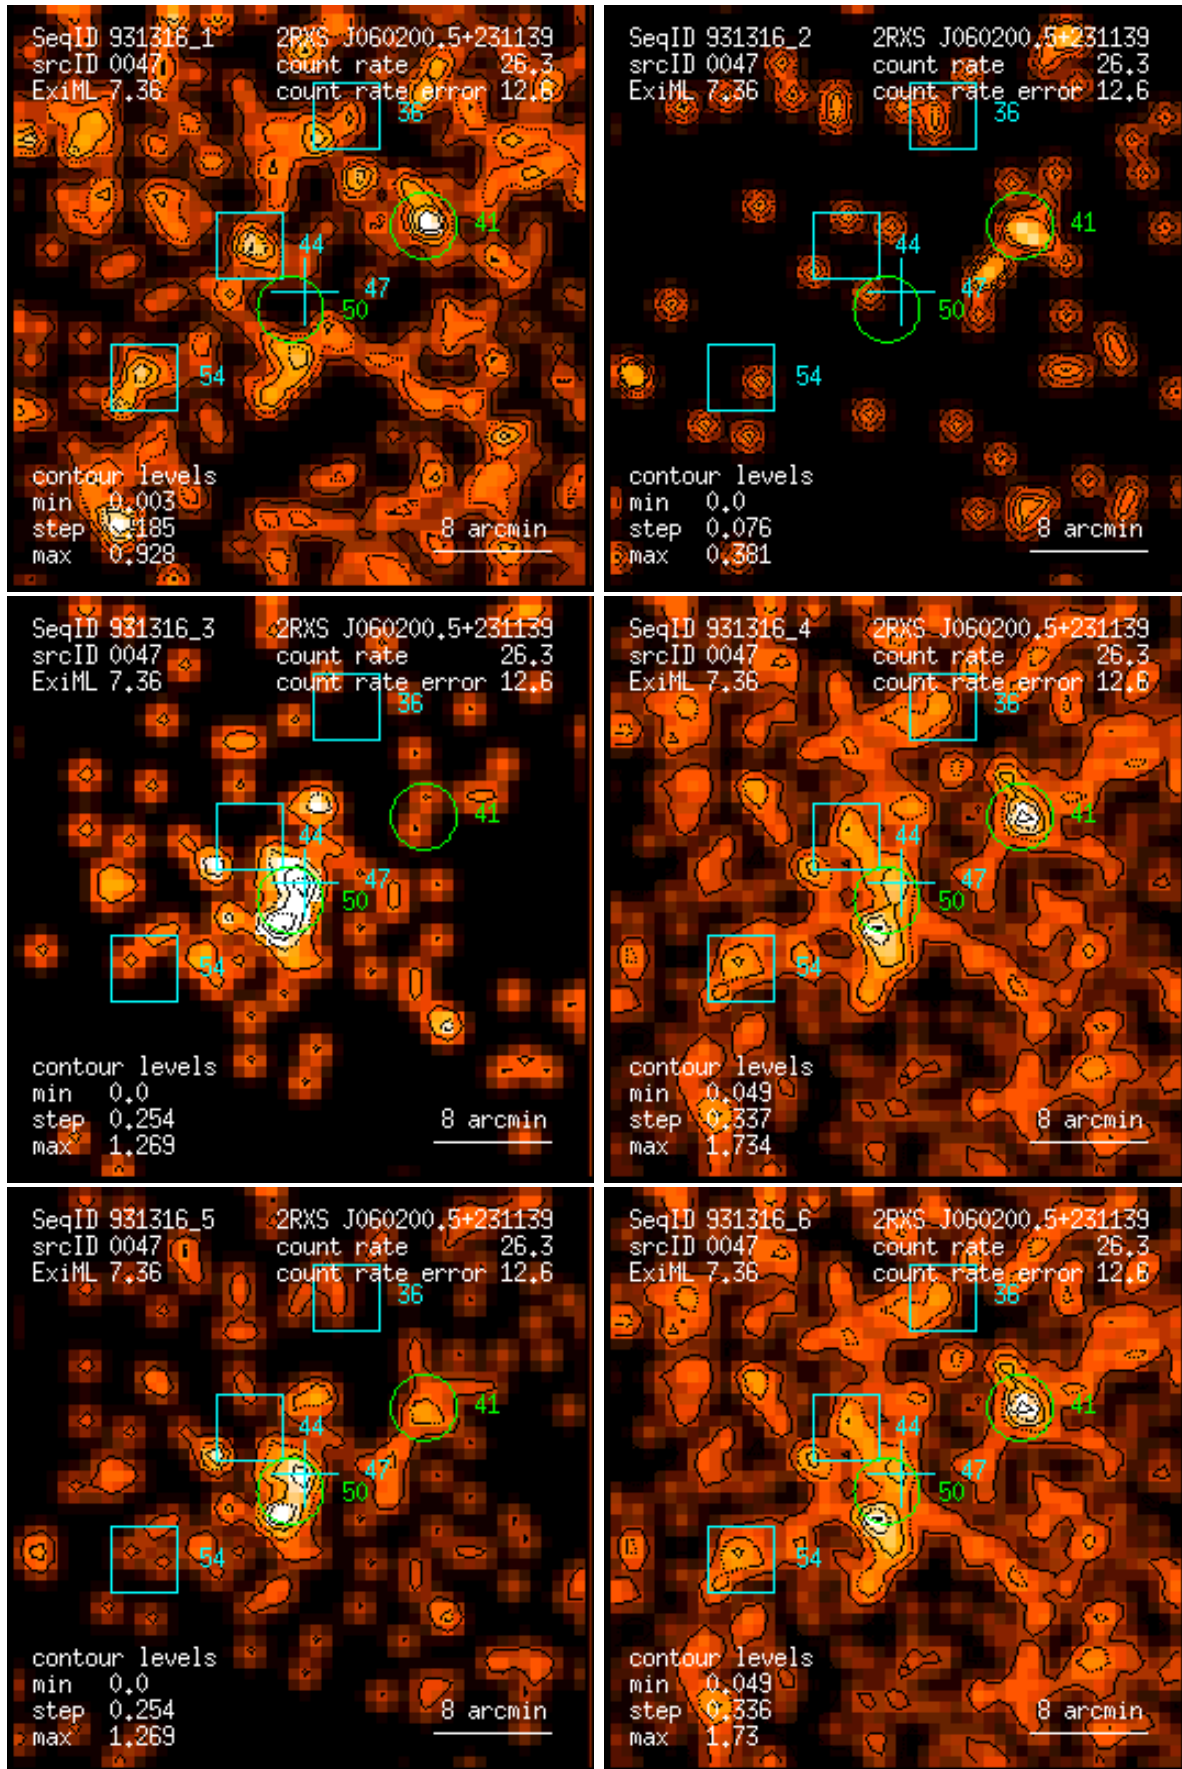 SeqID 931316_1 2RXS J060200.5+231139
srcID 0047 count rate 26.3
ExiML 7.36 count rate error 12.6
36
41
44
47
50
54
contour levels
min 0.003
step 0.185
max 0.928
8 arcmin
SeqID 931316_2 2RXS J060200.5+231139
srcID 0047 count rate 26.3
ExiML 7.36 count rate error 12.6
36
41
44
47
50
54
contour levels
min 0.0
step 0.076
max 0.381
8 arcmin
SeqID 931316_3 2RXS J060200.5+231139
srcID 0047 count rate 26.3
ExiML 7.36 count rate error 12.6
36
41
44
47
50
54
contour levels
min 0.0
step 0.254
max 1.269
8 arcmin
SeqID 931316_4 2RXS J060200.5+231139
srcID 0047 count rate 26.3
ExiML 7.36 count rate error 12.6
36
41
44
47
50
54
contour levels
min 0.049
step 0.337
max 1.734
8 arcmin
SeqID 931316_5 2RXS J060200.5+231139
srcID 0047 count rate 26.3
ExiML 7.36 count rate error 12.6
36
41
44
47
50
54
contour levels
min 0.0
step 0.254
max 1.269
8 arcmin
SeqID 931316_6 2RXS J060200.5+231139
srcID 0047 count rate 26.3
ExiML 7.36 count rate error 12.6
36
41
44
47
50
54
contour levels
min 0.049
step 0.336
max 1.73
8 arcmin